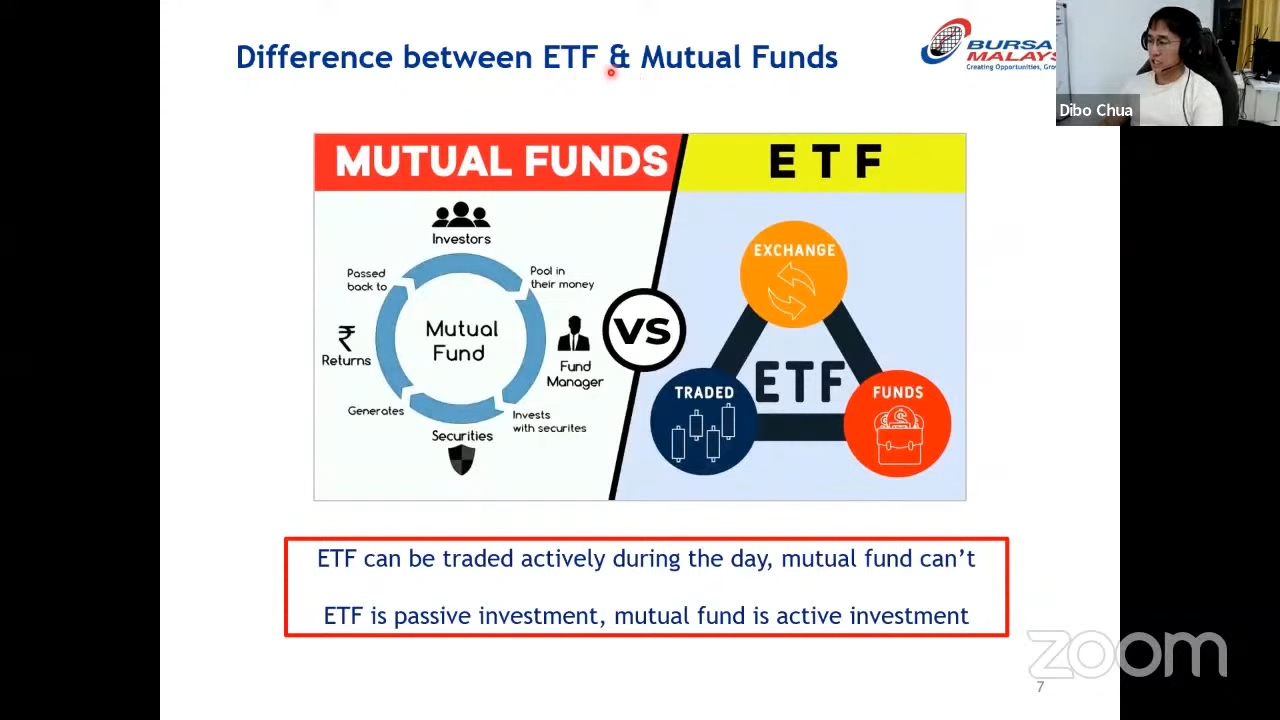 Difference between ETF & Mutual Funds
BURSA
MALAYS
Creating Opportunities, Gro
Dibo Chua
MUTUAL FUNDS
ETF
Investors
Passed
back to
Pool in
their money
Mutual
Fund
VS
₹
Returns
Fund
Manager
Generates
Invests
with securites
Securities
EXCHANGE
ETF
TRADED
FUNDS
ETF can be traded actively during the day, mutual fund can't
ETF is passive investment, mutual fund is active investment
zoom
7